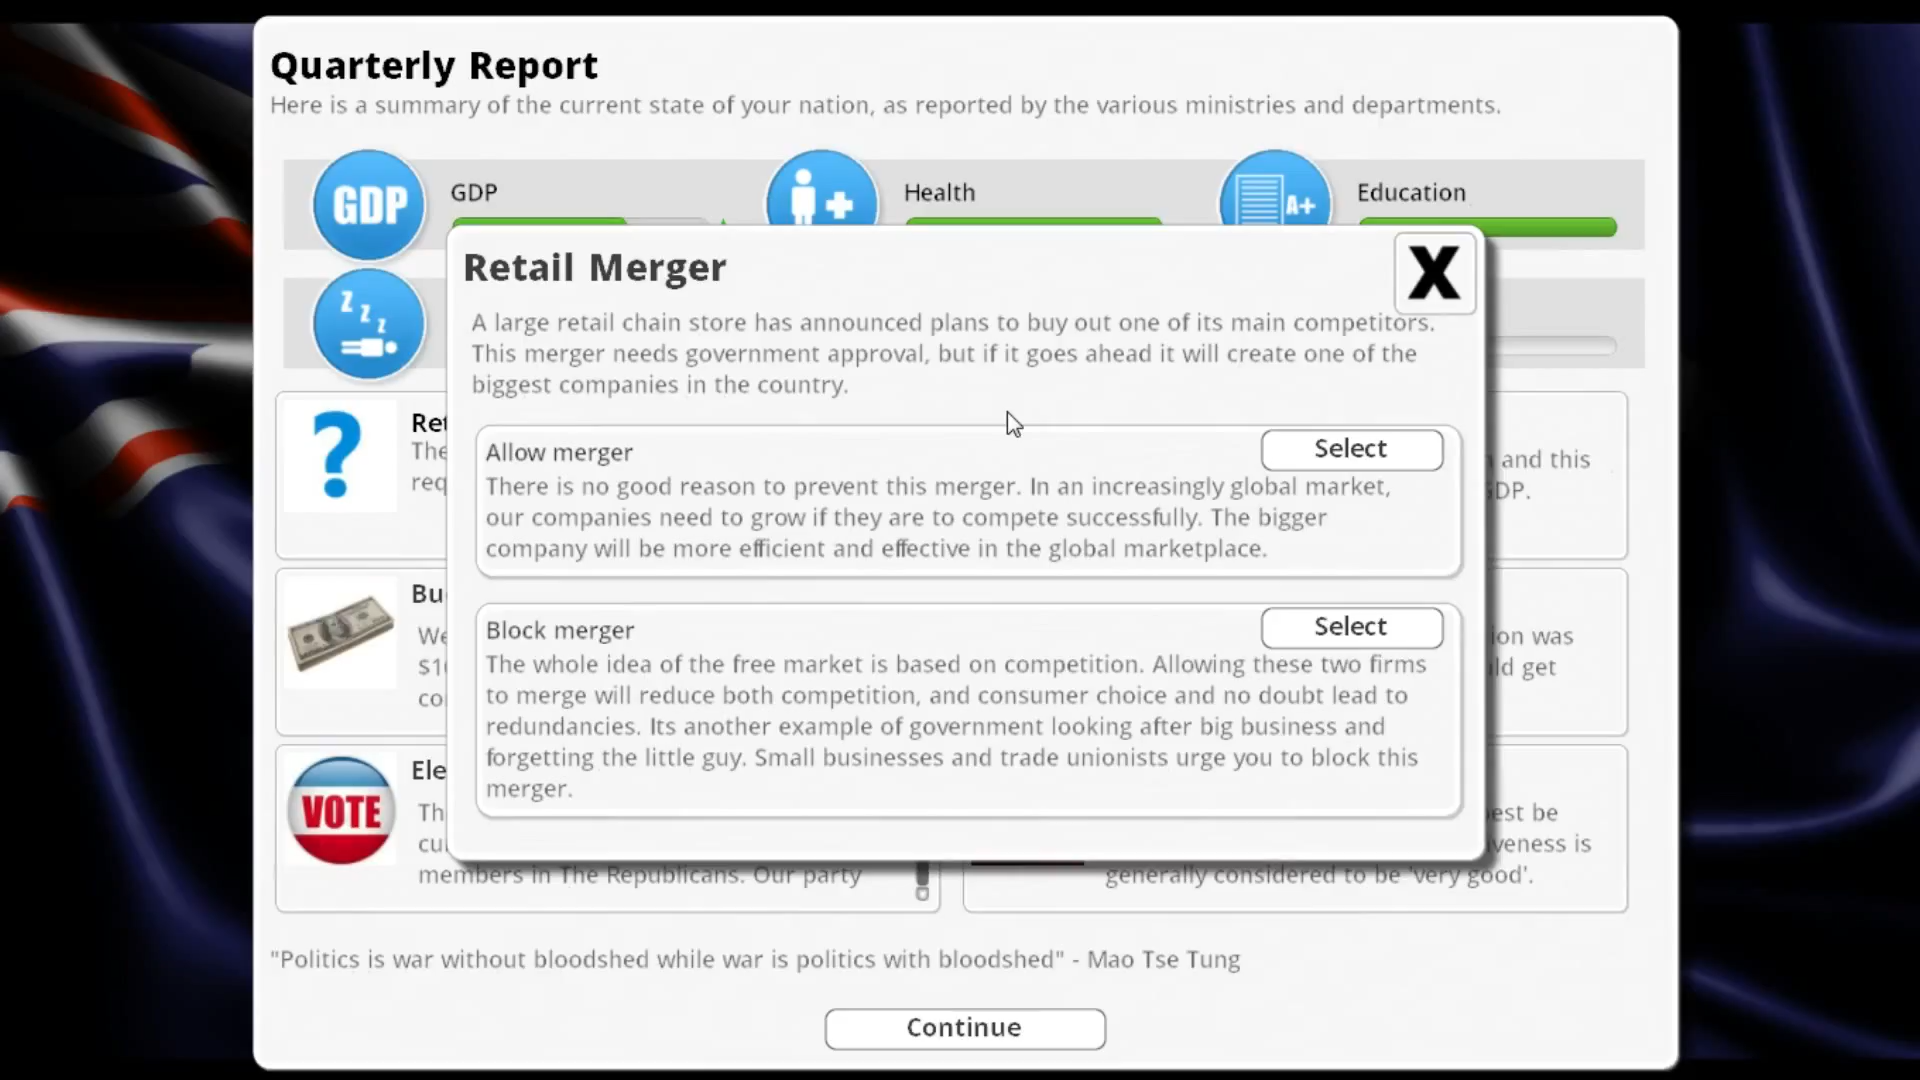 Quarterly Report
Here is a summary of the current state of your nation, as reported by the various ministries and departments.
GDP
GDP
Health
A+
Education
Z
Z
Z
Retail Merger
X
A large retail chain store has announced plans to buy out one of its main competitors.
This merger needs government approval, but if it goes ahead it will create one of the
biggest companies in the country.
Allow merger
Select
There is no good reason to prevent this merger. In an increasingly global market,
our companies need to grow if they are to compete successfully. The bigger
company will be more efficient and effective in the global marketplace.
Block merger
Select
The whole idea of the free market is based on competition. Allowing these two firms
to merge will reduce both competition, and consumer choice and no doubt lead to
redundancies. Its another example of government looking after big business and
forgetting the little guy. Small businesses and trade unionists urge you to block this
merger.
?
Ret
The
req
and this
GDP.
Bu
We
co
ion was
ld get
VOTE
Ele
Th
cu
members in The Republicans. Our party
est be
veness is
generally considered to be 'very good'.
"Politics is war without bloodshed while war is politics with bloodshed" - Mao Tse Tung
Continue